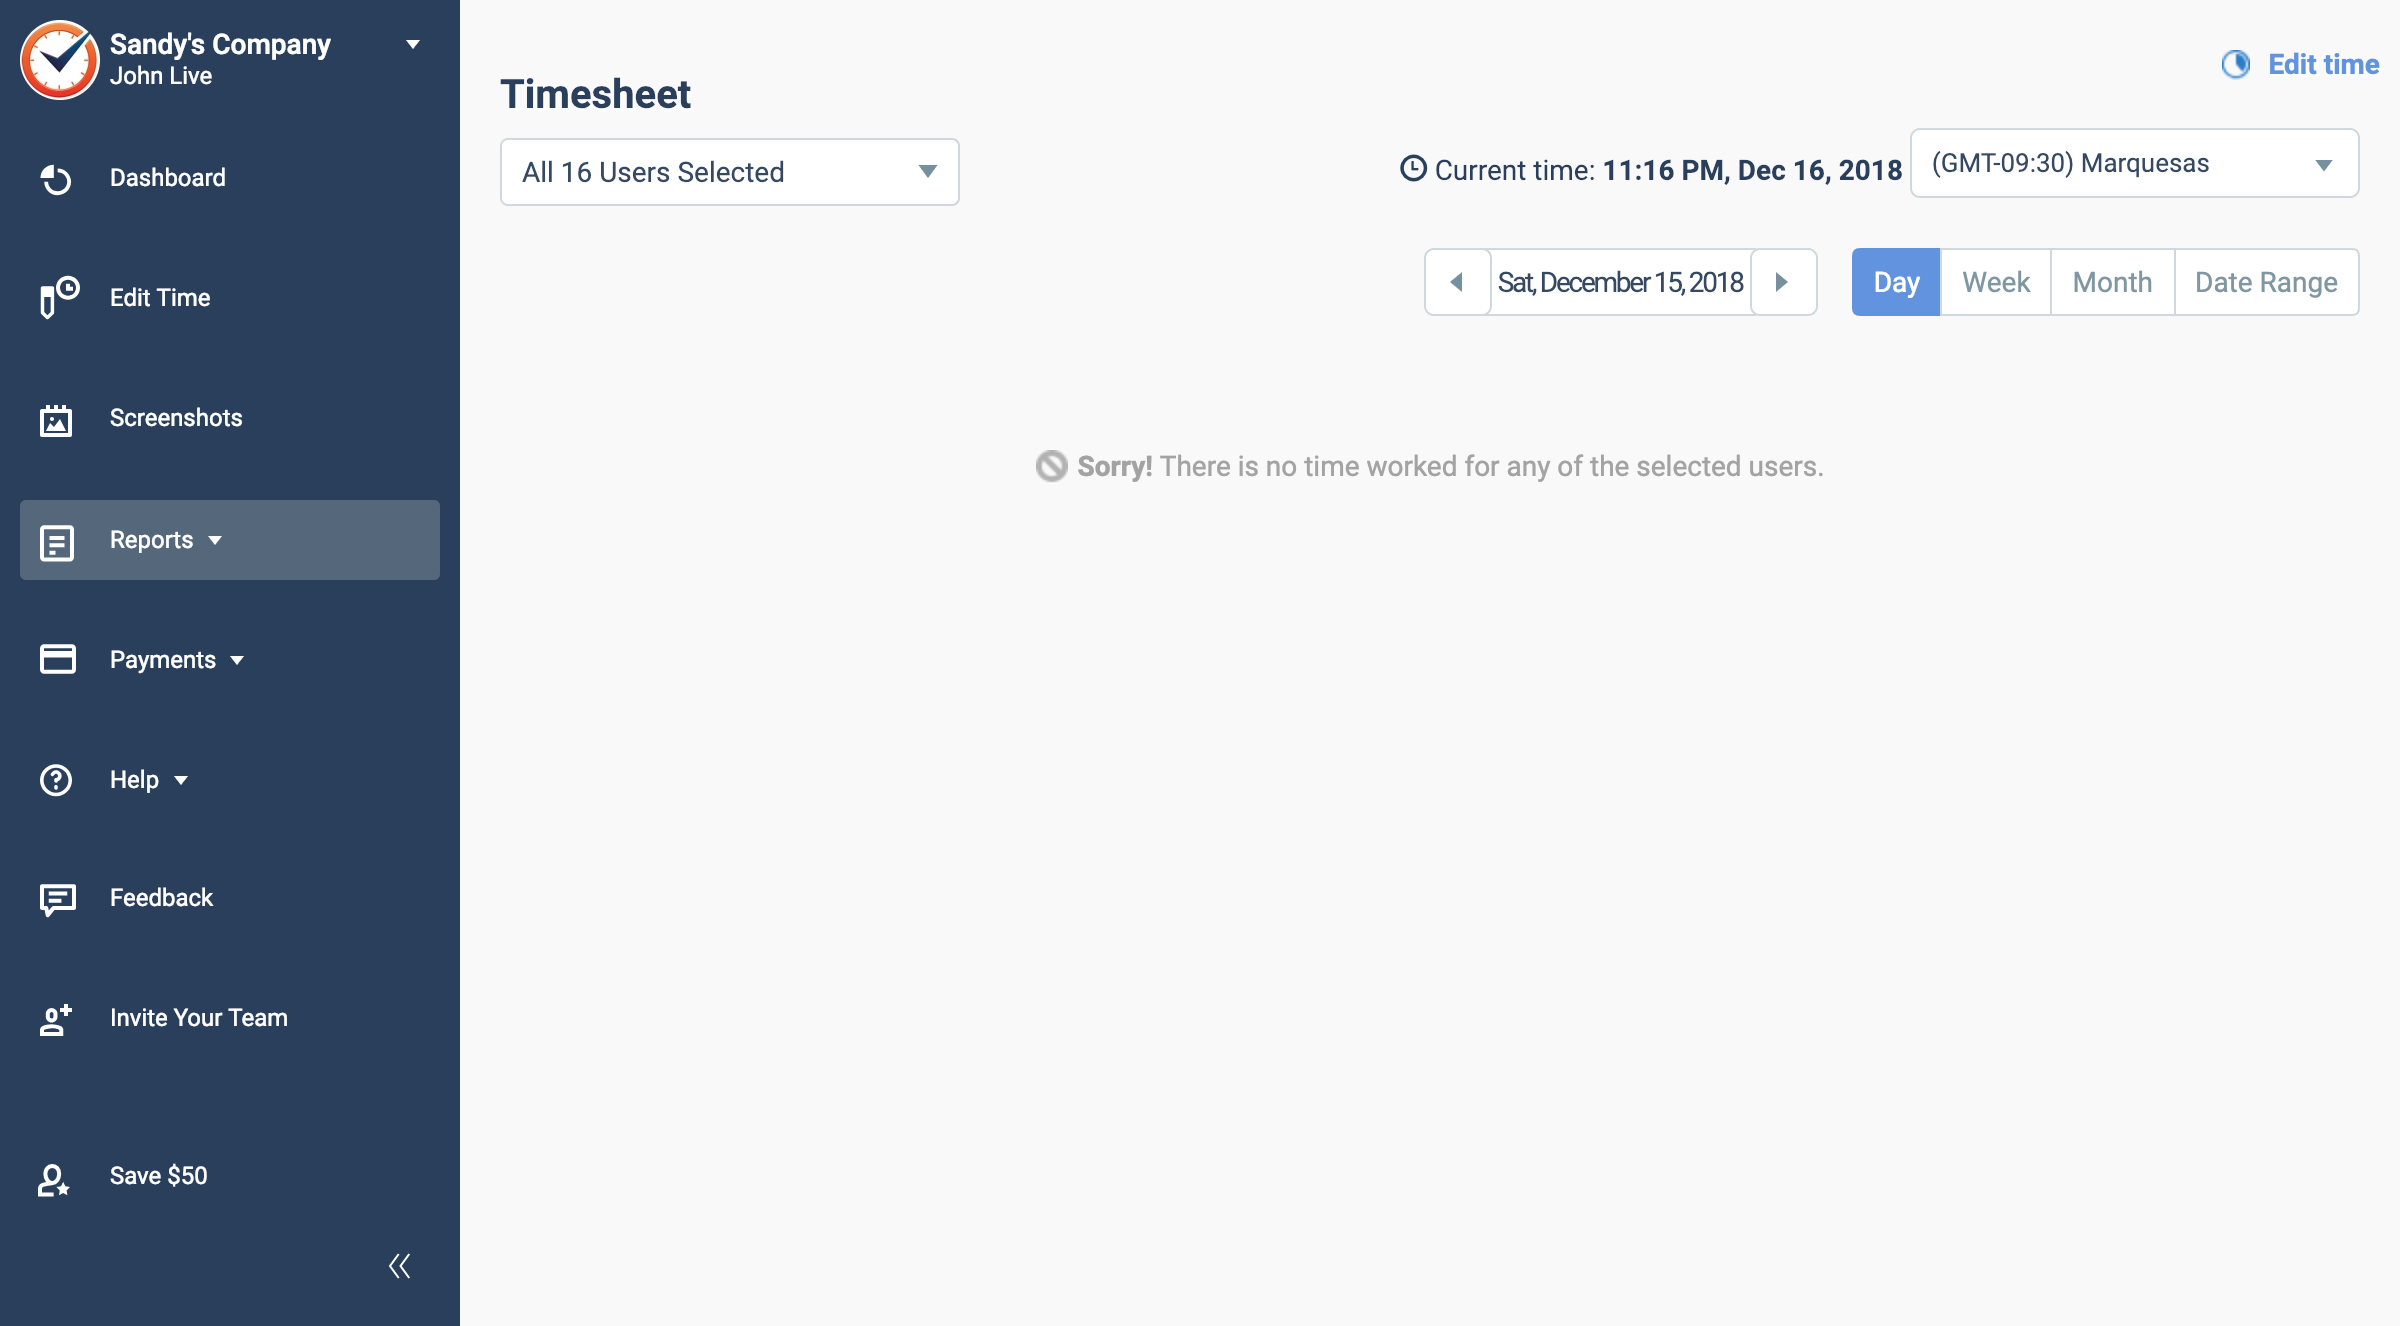 Sandy's Company
John Live
Dashboard
Edit Time
Screenshots
Reports
Payments
Help
Feedback
Invite Your Team
Save $50
Edit time
Timesheet
All 16 Users Selected
Current time: 11:16 PM, Dec 16, 2018
(GMT-09:30) Marquesas
Sat, December 15, 2018
Day
Week
Month
Date Range
Sorry! There is no time worked for any of the selected users.